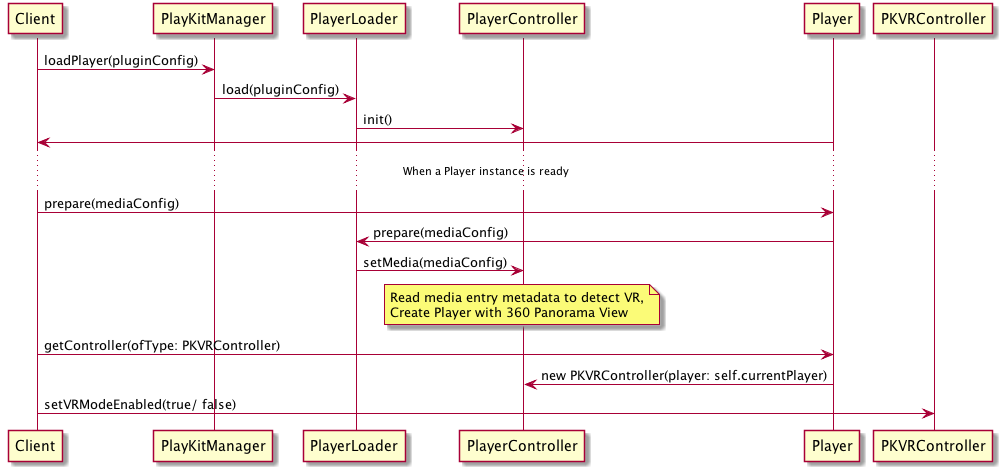 Client PlayKitManager PlayerLoader PlayerController Player PKVRController
loadPlayer(pluginConfig)
load(pluginConfig)
init()
When a Player instance is ready
prepare(mediaConfig)
prepare(mediaConfig)
setMedia(mediaConfig)
Read media entry metadata to detect VR,
Create Player with 360 Panorama View
getController(ofType: PKVRController)
new PKVRController(player: self.currentPlayer)
setVRModeEnabled(true/ false)
Client PlayKitManager PlayerLoader PlayerController Player PKVRController